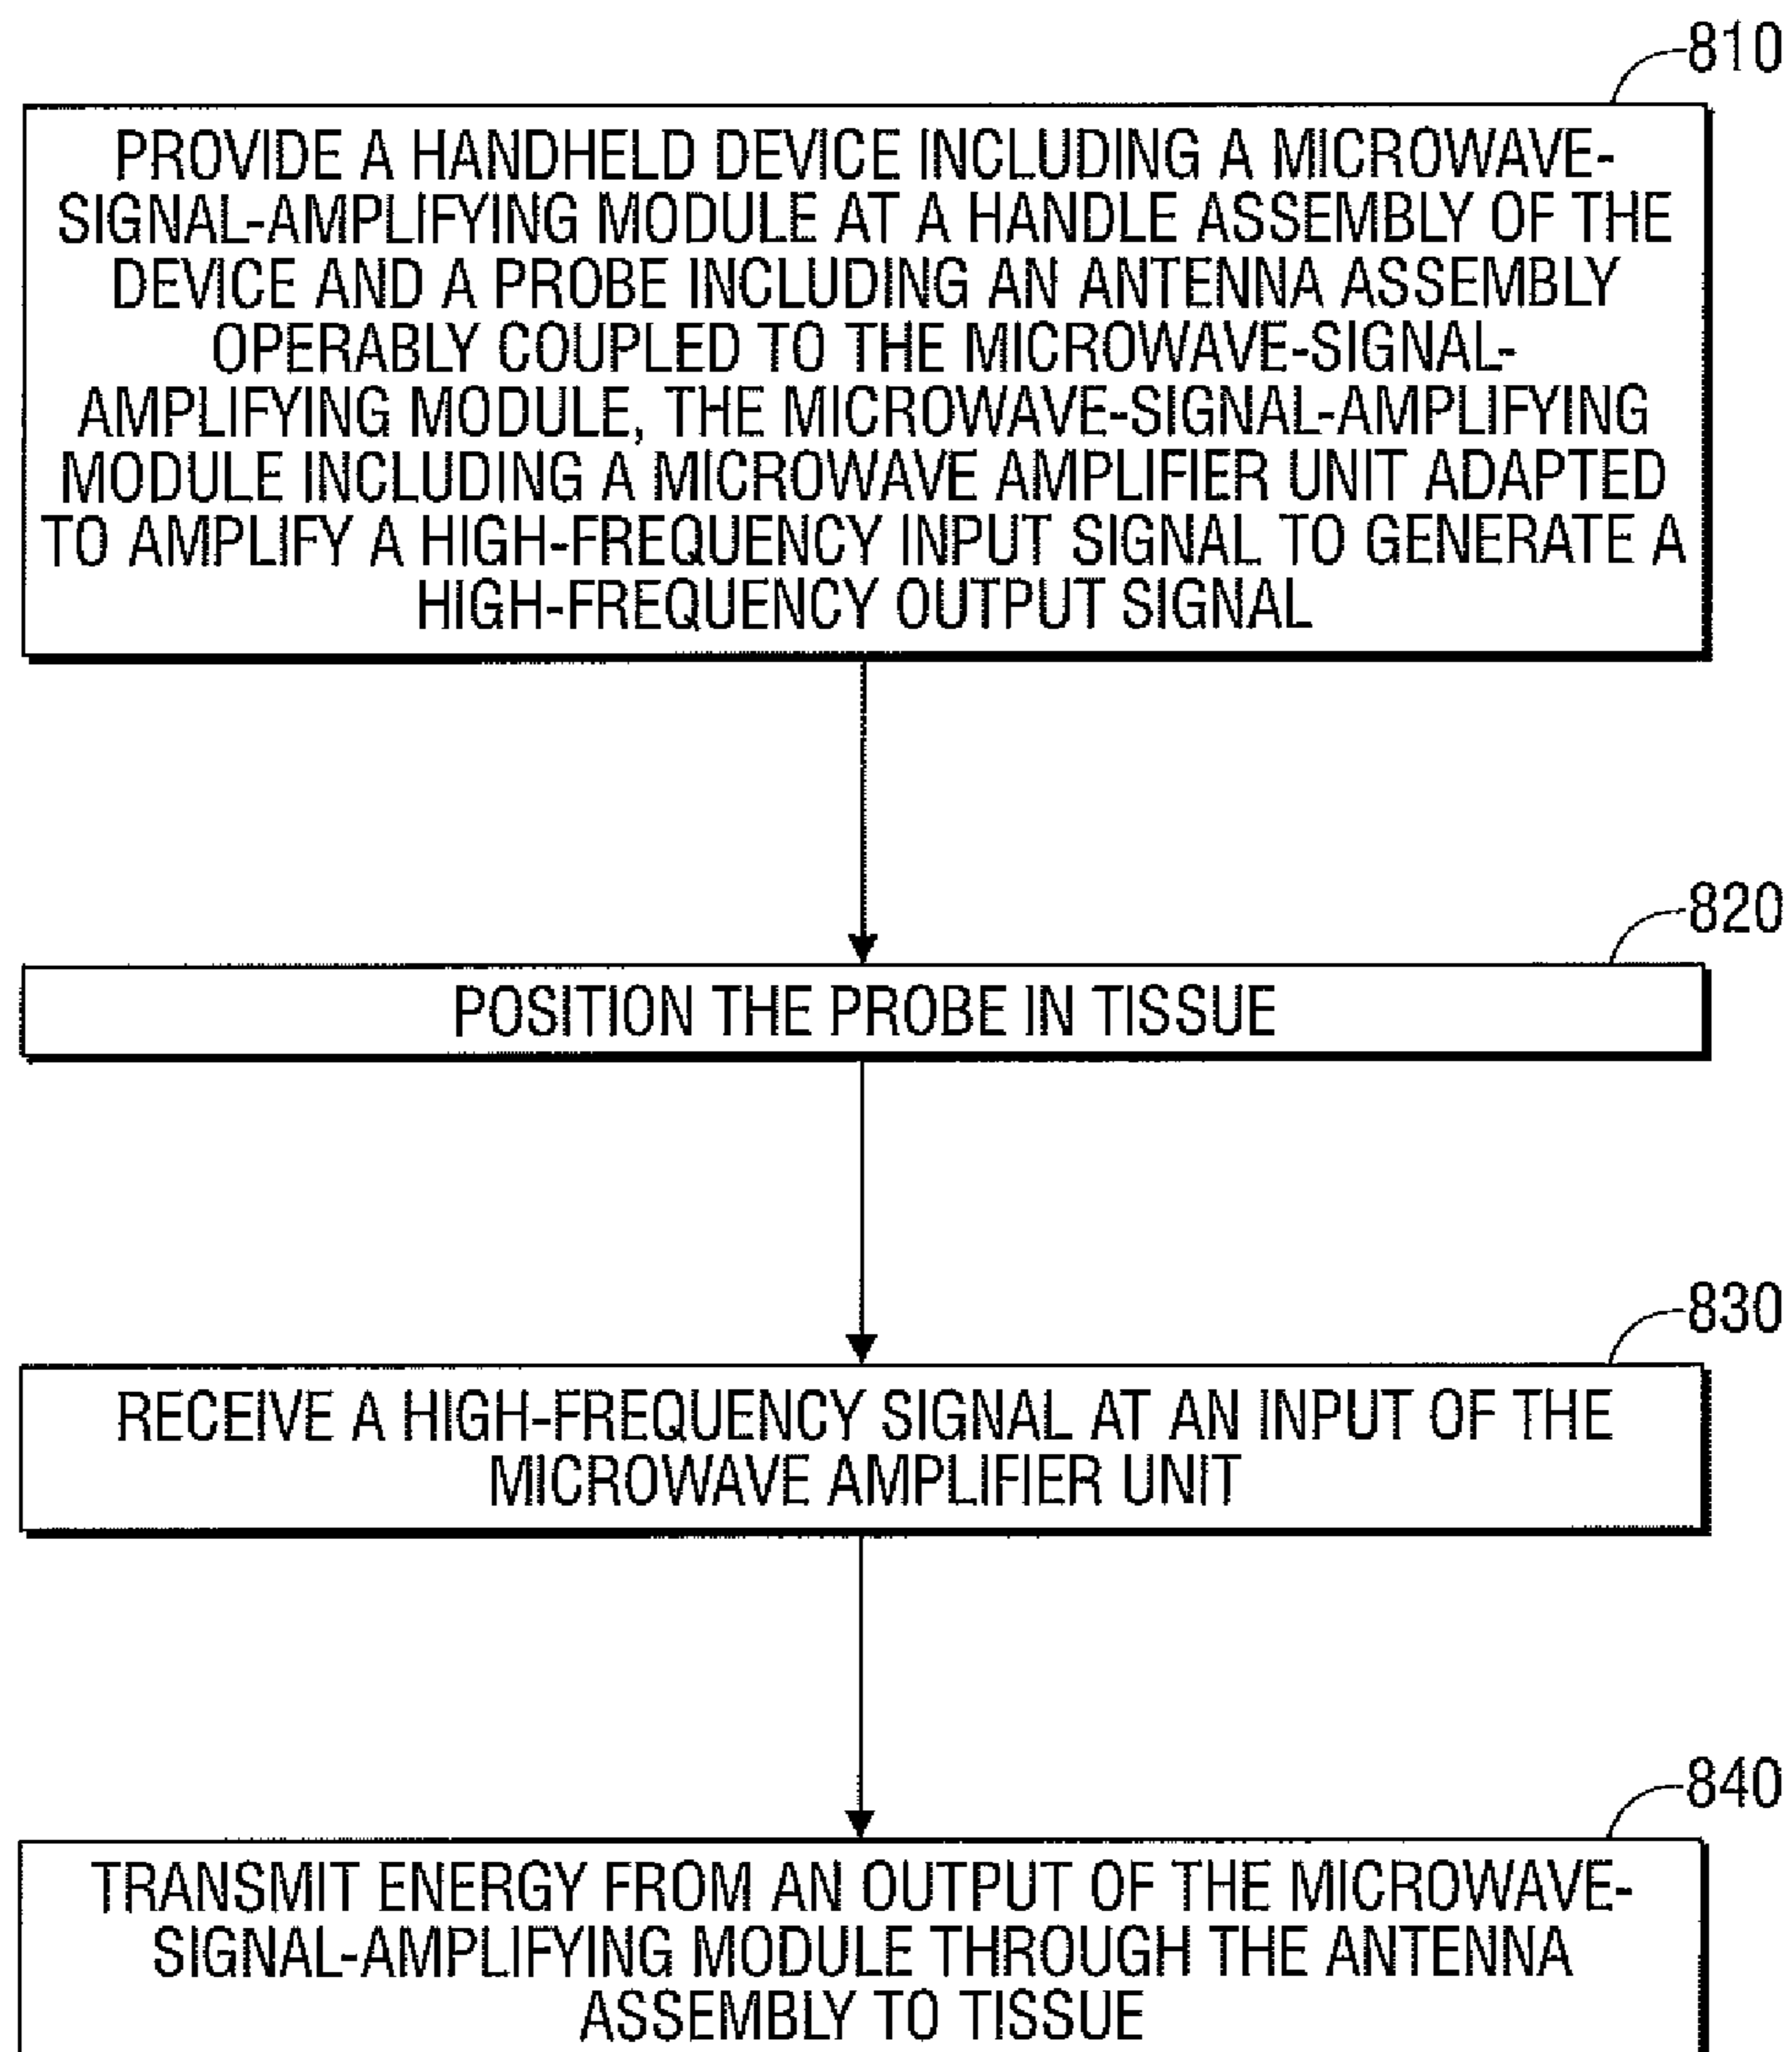 810
PROVIDE A HANDHELD DEVICE INCLUDING A MICROWAVE-
SIGNAL-AMPLIFYING MODULE AT A HANDLE ASSEMBLY OF THE
DEVICE AND A PROBE INCLUDING AN ANTENNA ASSEMBLY
OPERABLY COUPLED TO THE MICROWAVE-SIGNAL-
AMPLIFYING MODULE, THE MICROWAVE-SIGNAL-AMPLIFYING
MODULE INCLUDING A MICROWAVE AMPLIFIER UNIT ADAPTED
TO AMPLIFY A HIGH-FREQUENCY INPUT SIGNAL TO GENERATE A
HIGH-FREQUENCY OUTPUT SIGNAL
820
POSITION THE PROBE IN TISSUE
830
RECEIVE A HIGH-FREQUENCY SIGNAL AT AN INPUT OF THE
MICROWAVE AMPLIFIER UNIT
840
TRANSMIT ENERGY FROM AN OUTPUT OF THE MICROWAVE-
SIGNAL-AMPLIFYING MODULE THROUGH THE ANTENNA
ASSEMBLY TO TISSUE